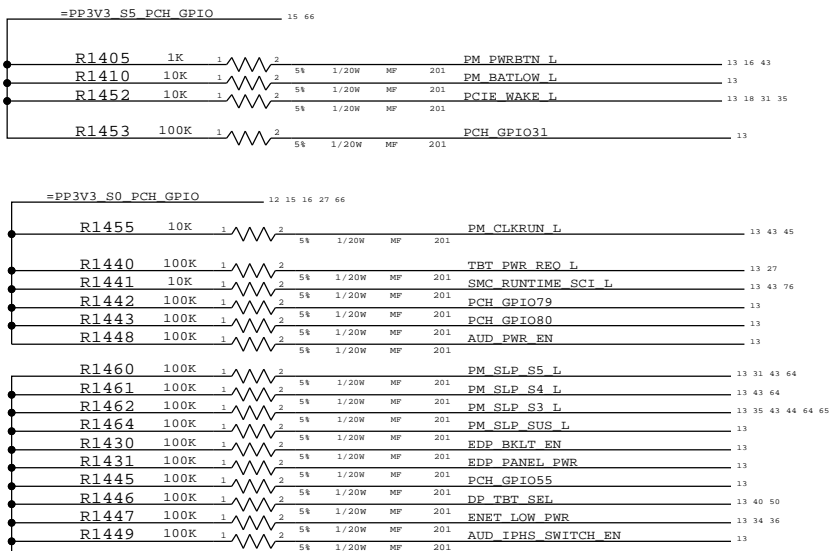 =PP3V3_S5_PCH_GPIO 15 66
R1405 1K 1 2 PM_PWRBTN_L 13 16 43
5% 1/20W MF 201
R1410 10K 1 2 PM_BATLOW_L 13
5% 1/20W MF 201
R1452 10K 1 2 PCIE_WAKE_L 13 18 31 35
5% 1/20W MF 201
R1453 100K 1 2 PCH_GPIO31 13
5% 1/20W MF 201
=PP3V3_S0_PCH_GPIO 12 15 16 27 66
R1455 10K 1 2 PM_CLKRUN_L 13 43 45
5% 1/20W MF 201
R1440 100K 1 2 TBT_PWR_REQ_L 13 27
5% 1/20W MF 201
R1441 10K 1 2 SMC_RUNTIME_SCI_L 13 43 76
5% 1/20W MF 201
R1442 100K 1 2 PCH_GPIO79 13
5% 1/20W MF 201
R1443 100K 1 2 PCH_GPIO80 13
5% 1/20W MF 201
R1448 100K 1 2 AUD_PWR_EN 13
5% 1/20W MF 201
R1460 100K 1 2 PM_SLP_S5_L 13 31 43 64
5% 1/20W MF 201
R1461 100K 1 2 PM_SLP_S4_L 13 43 64
5% 1/20W MF 201
R1462 100K 1 2 PM_SLP_S3_L 13 35 43 44 64 65
5% 1/20W MF 201
R1464 100K 1 2 PM_SLP_SUS_L 13
5% 1/20W MF 201
R1430 100K 1 2 EDP_BKLT_EN 13
5% 1/20W MF 201
R1431 100K 1 2 EDP_PANEL_PWR 13
5% 1/20W MF 201
R1445 100K 1 2 PCH_GPIO55 13
5% 1/20W MF 201
R1446 100K 1 2 DP_TBT_SEL 13 40 50
5% 1/20W MF 201
R1447 100K 1 2 ENET_LOW_PWR 13 34 36
5% 1/20W MF 201
R1449 100K 1 2 AUD_IPHS_SWITCH_EN 13
5% 1/20W MF 201